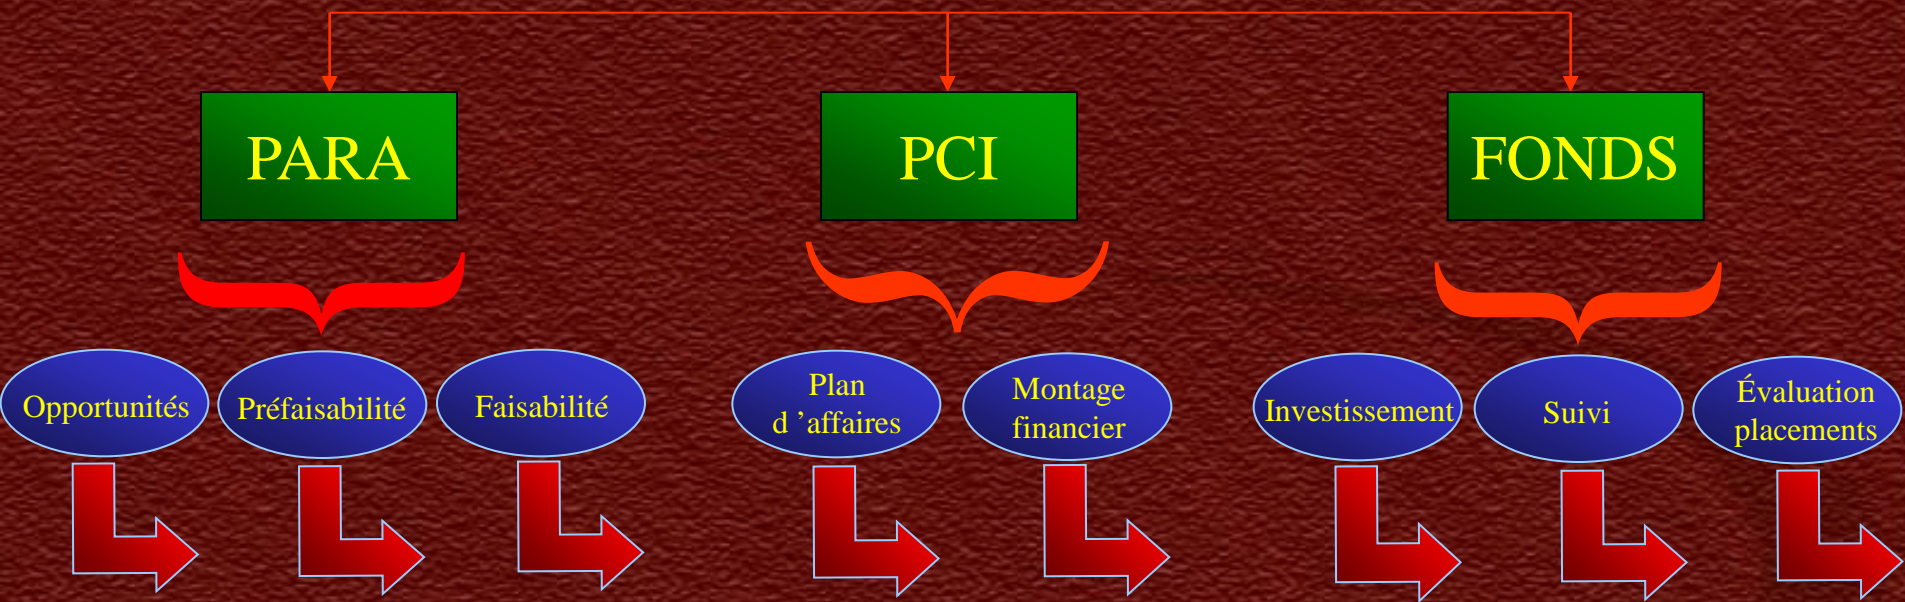 PARA
PCI
FONDS
Opportunités
Préfaisabilité
Faisabilité
Plan
d ’affaires
Montage
financier
Investissement
Suivi
Évaluation
placements